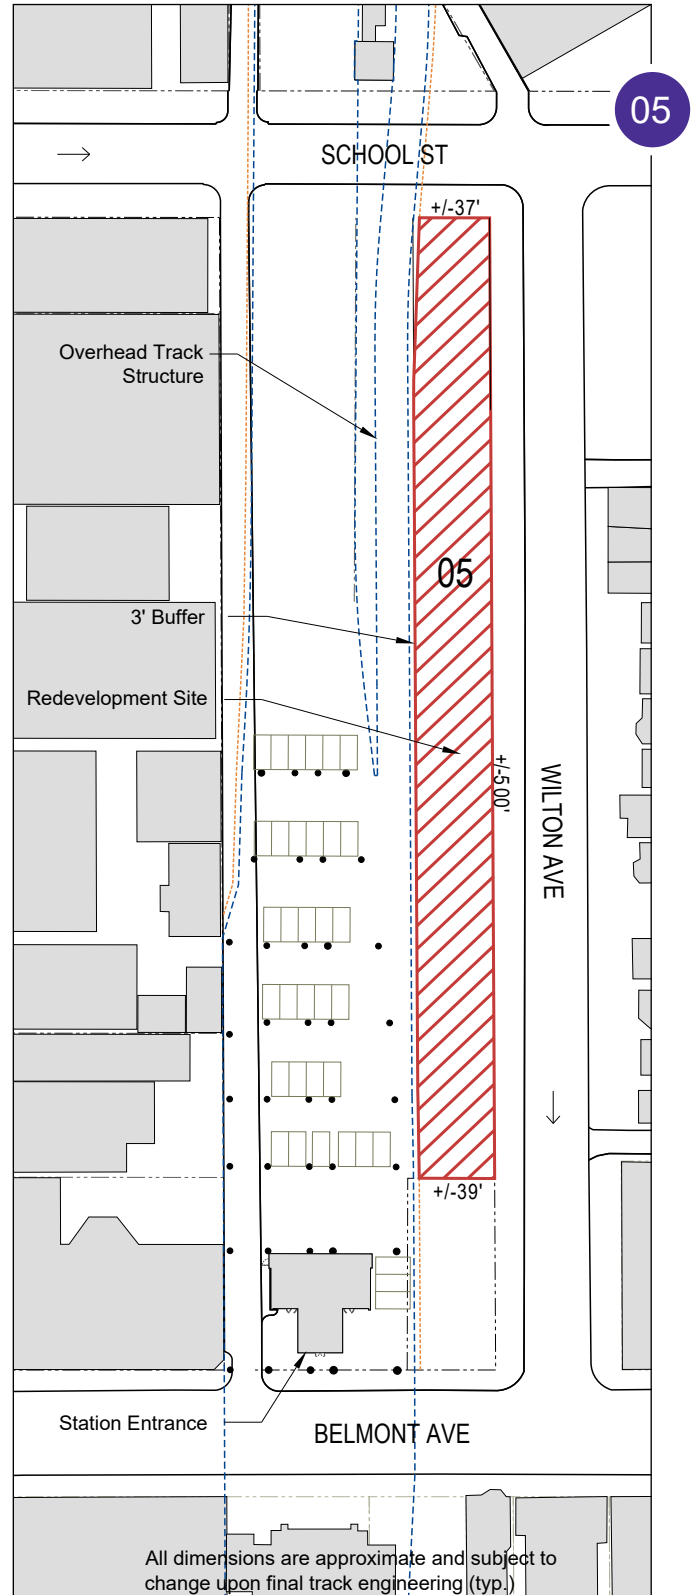 05
SCHOOL ST
+/-37'
Overhead Track
Structure
05
3' Buffer
Redevelopment Site
+/-500'
WILTON AVE
+/-39'
Station Entrance
BELMONT AVE
All dimensions are approximate and subject to
change upon final track engineering (typ.)